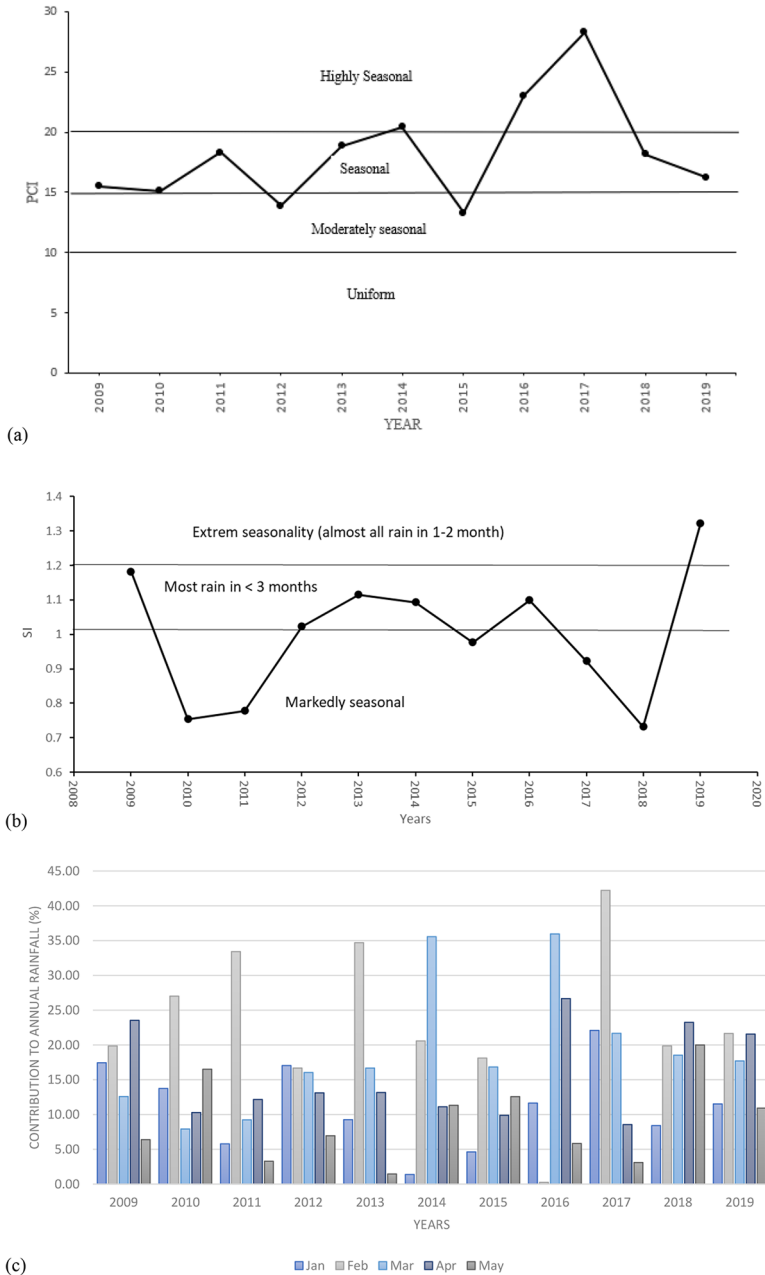 30
25
20
15
10
5
0
PCI
Highly Seasonal
Seasonal
Moderately seasonal
Uniform
2009
2010
2011
2012
2013
2014
2015
2016
2017
2018
2019
YEAR
(a)
1.4
1.3
1.2
1.1
1
0.9
0.8
0.7
0.6
SI
Extrem seasonality (almost all rain in 1-2 month)
Most rain in < 3 months
Markedly seasonal
2008
2009
2010
2011
2012
2013
2014
2015
2016
2017
2018
2019
2020
Years
(b)
45.00
40.00
35.00
30.00
25.00
20.00
15.00
10.00
5.00
0.00
CONTRIBUTION TO ANNUAL RAINFALL (%)
2009 2010 2011 2012 2013 2014 2015 2016 2017 2018 2019
YEARS
Jan Feb Mar Apr May
(c)